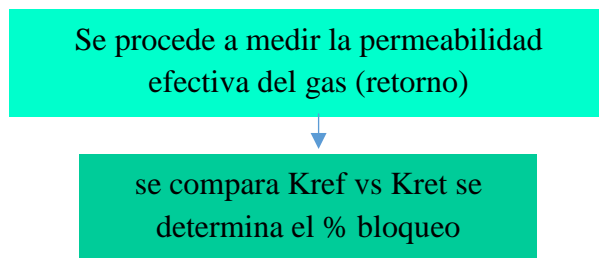 Se procede a medir la permeabilidad
efectiva del gas (retorno)
se compara Kref vs Kret se
determina el % bloqueo